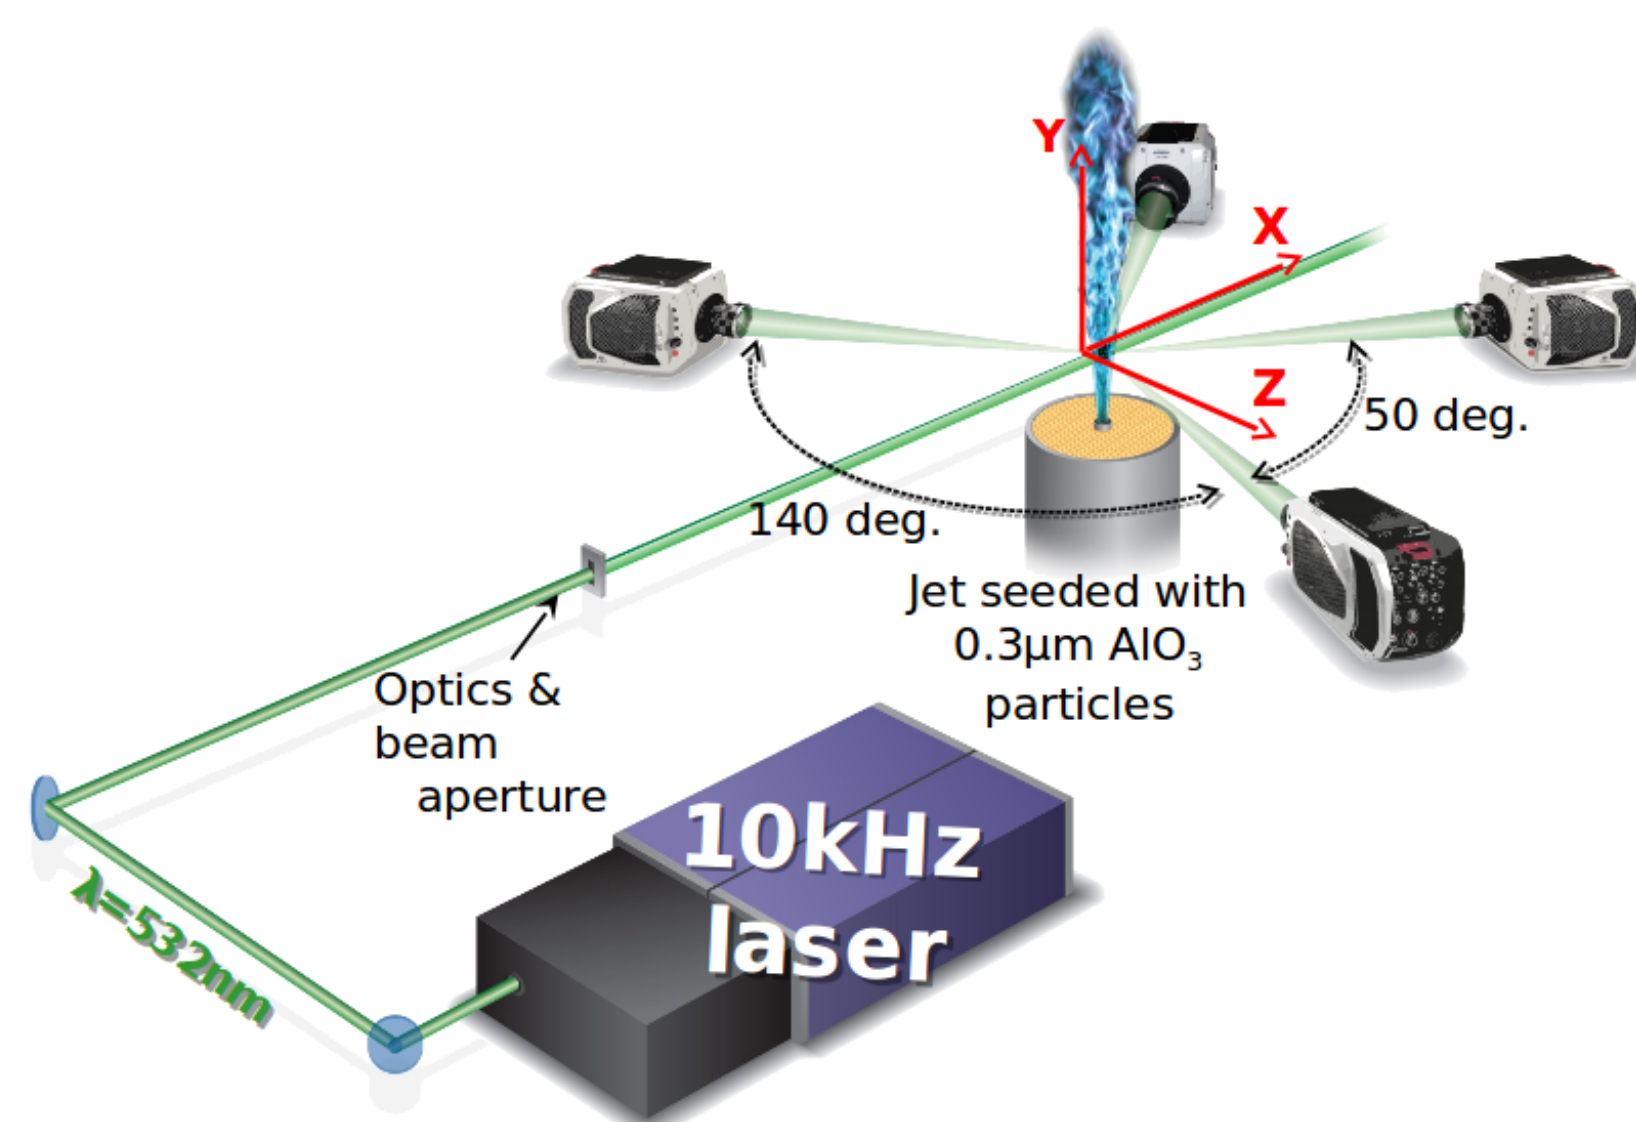 Y
X
Z
50 deg.
140 deg.
Jet seeded with
0.3μm AlO₃
particles
Optics &
beam
aperture
λ=532nm
10kHz
laser